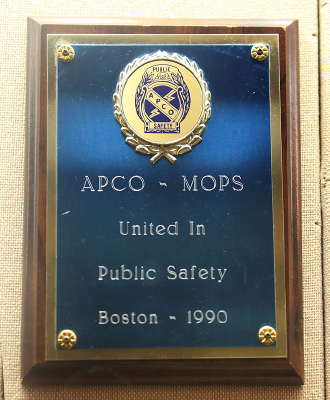 PUBLIC
APCO
SAFETY
APCO - MOPS
United In
Public Safety
Boston - 1990